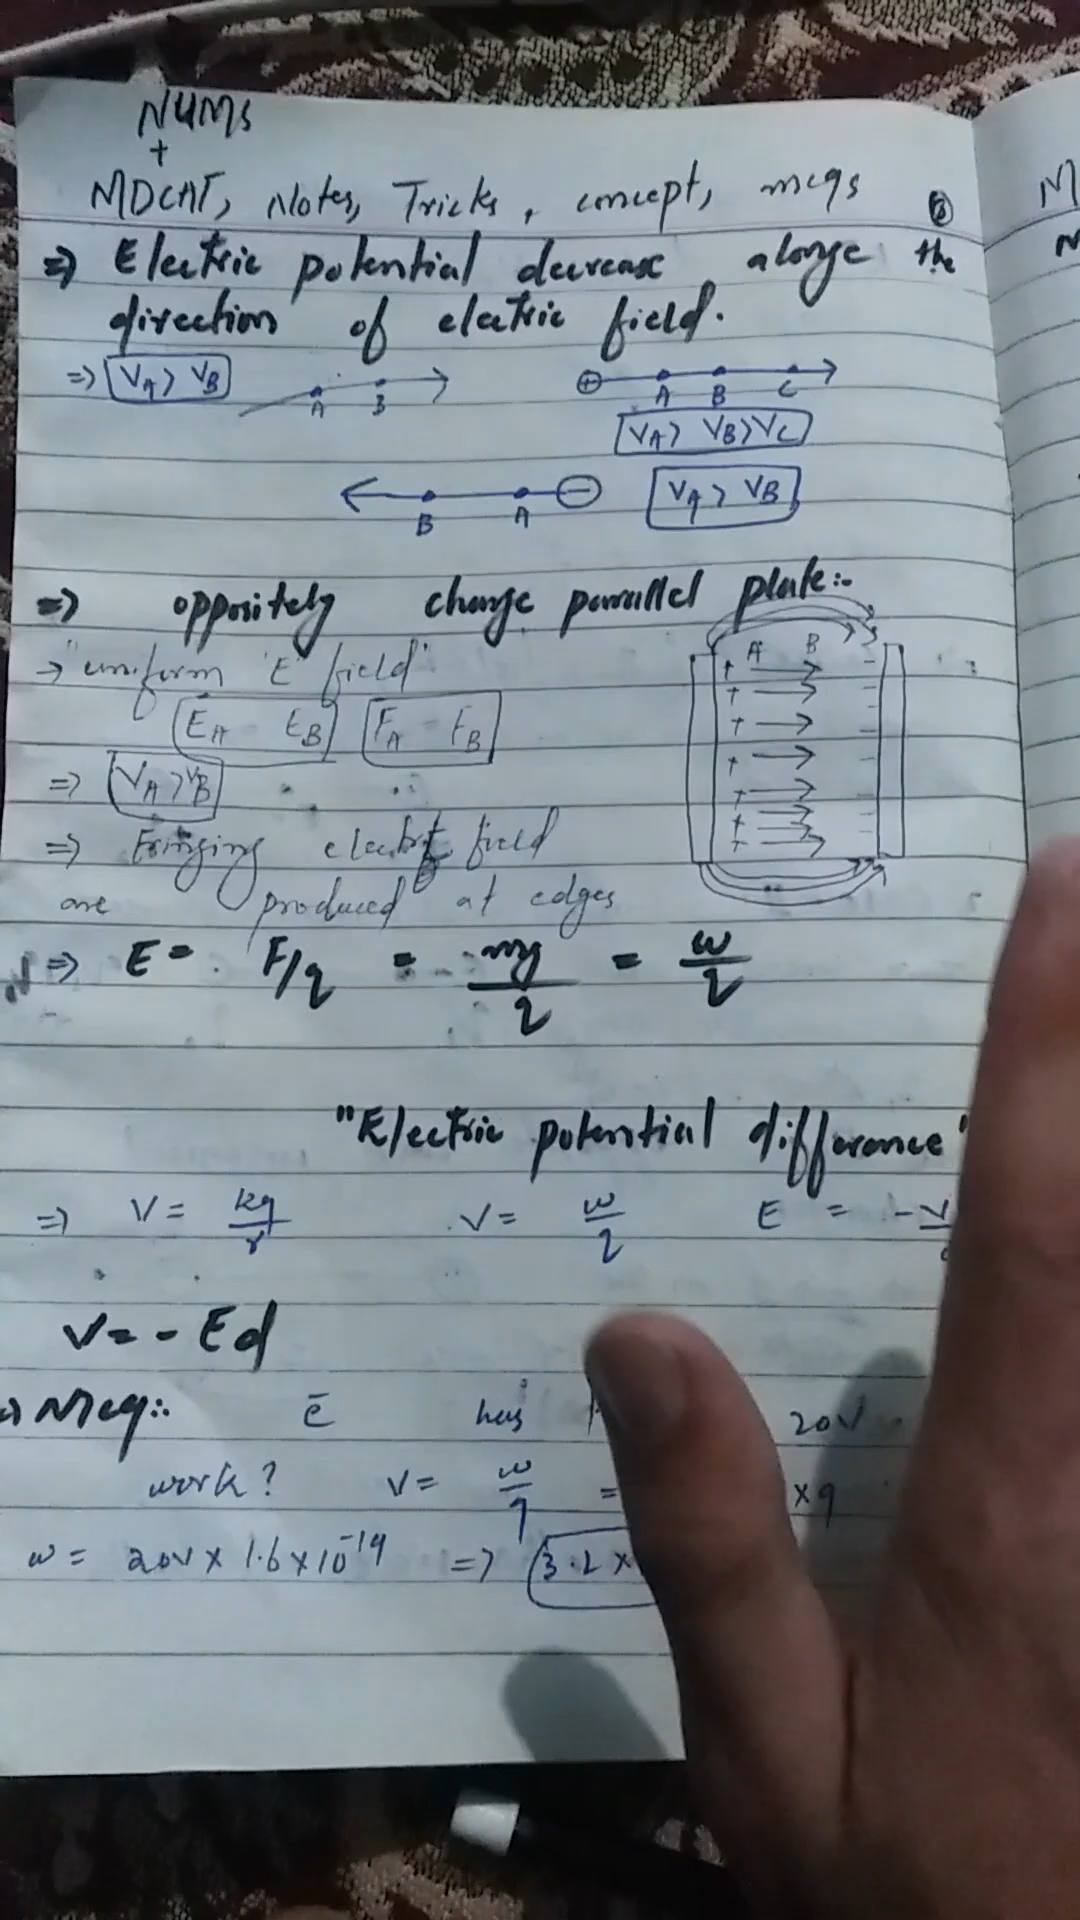 NUMS
+
MDCAT, Notes, Tricks, concept, mcqs
⇒ Electric potential decrease alonge the
direction of electric field.
⇒ VA > VB A B + A B C
VA > VB > VC
B A − VA > VB
⇒ oppositely charge parallel plate:-
→ "uniform 'E' field" A B
EA = EB FA = FB
⇒ VA > VB
⇒ Fringing electric field
are produced at edges
⇒ E = F/q = mg/q = w/q
"Electric potential difference"
⇒ V = kq/r V = w/q E = -V/
V = - Ed
⇒ Mcq:- ē has 20V
work? V = w/q = × q
w = 20V × 1.6 × 10^-19 ⇒ 3.2 ×